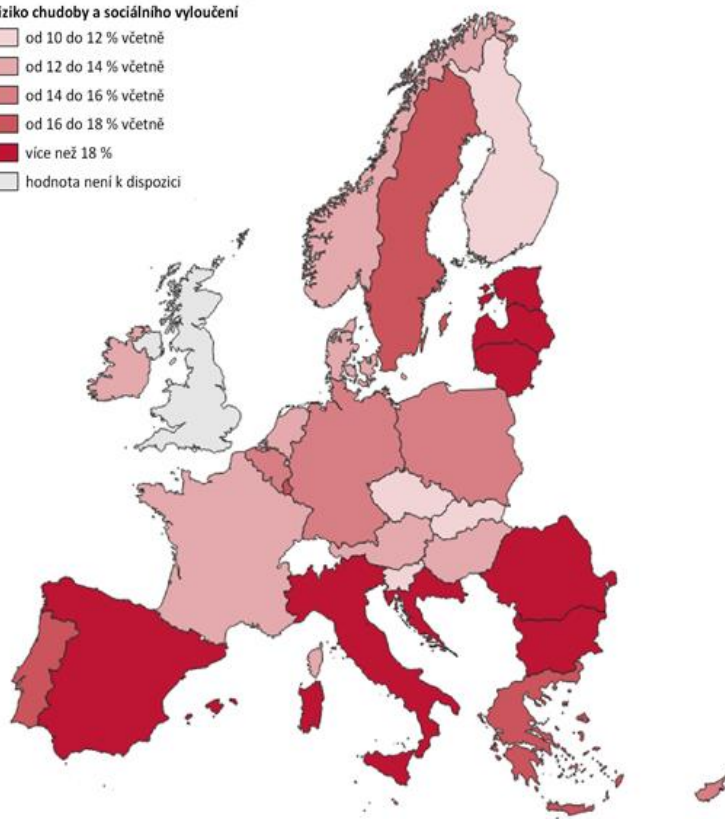 iziko chudoby a sociálního vyloučení
od 10 do 12 % včetně
od 12 do 14 % včetně
od 14 do 16 % včetně
od 16 do 18 % včetně
více než 18 %
hodnota není k dispozici